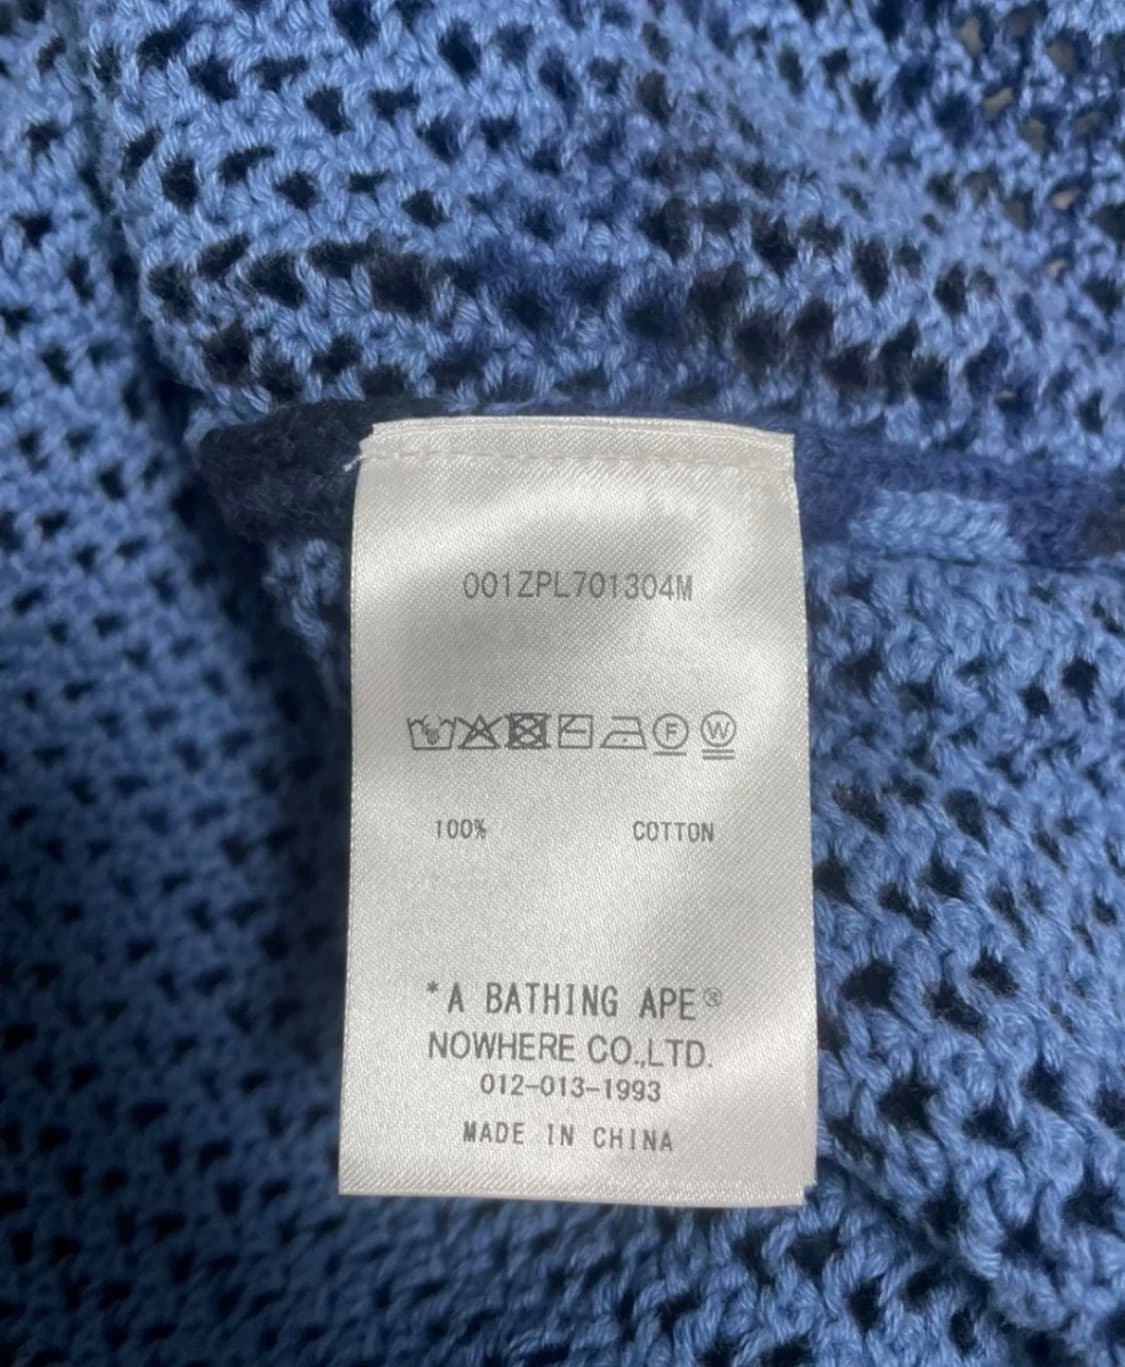 001ZPL701304M
F W
100% COTTON
*A BATHING APE®
NOWHERE CO.,LTD.
012-013-1993
MADE IN CHINA